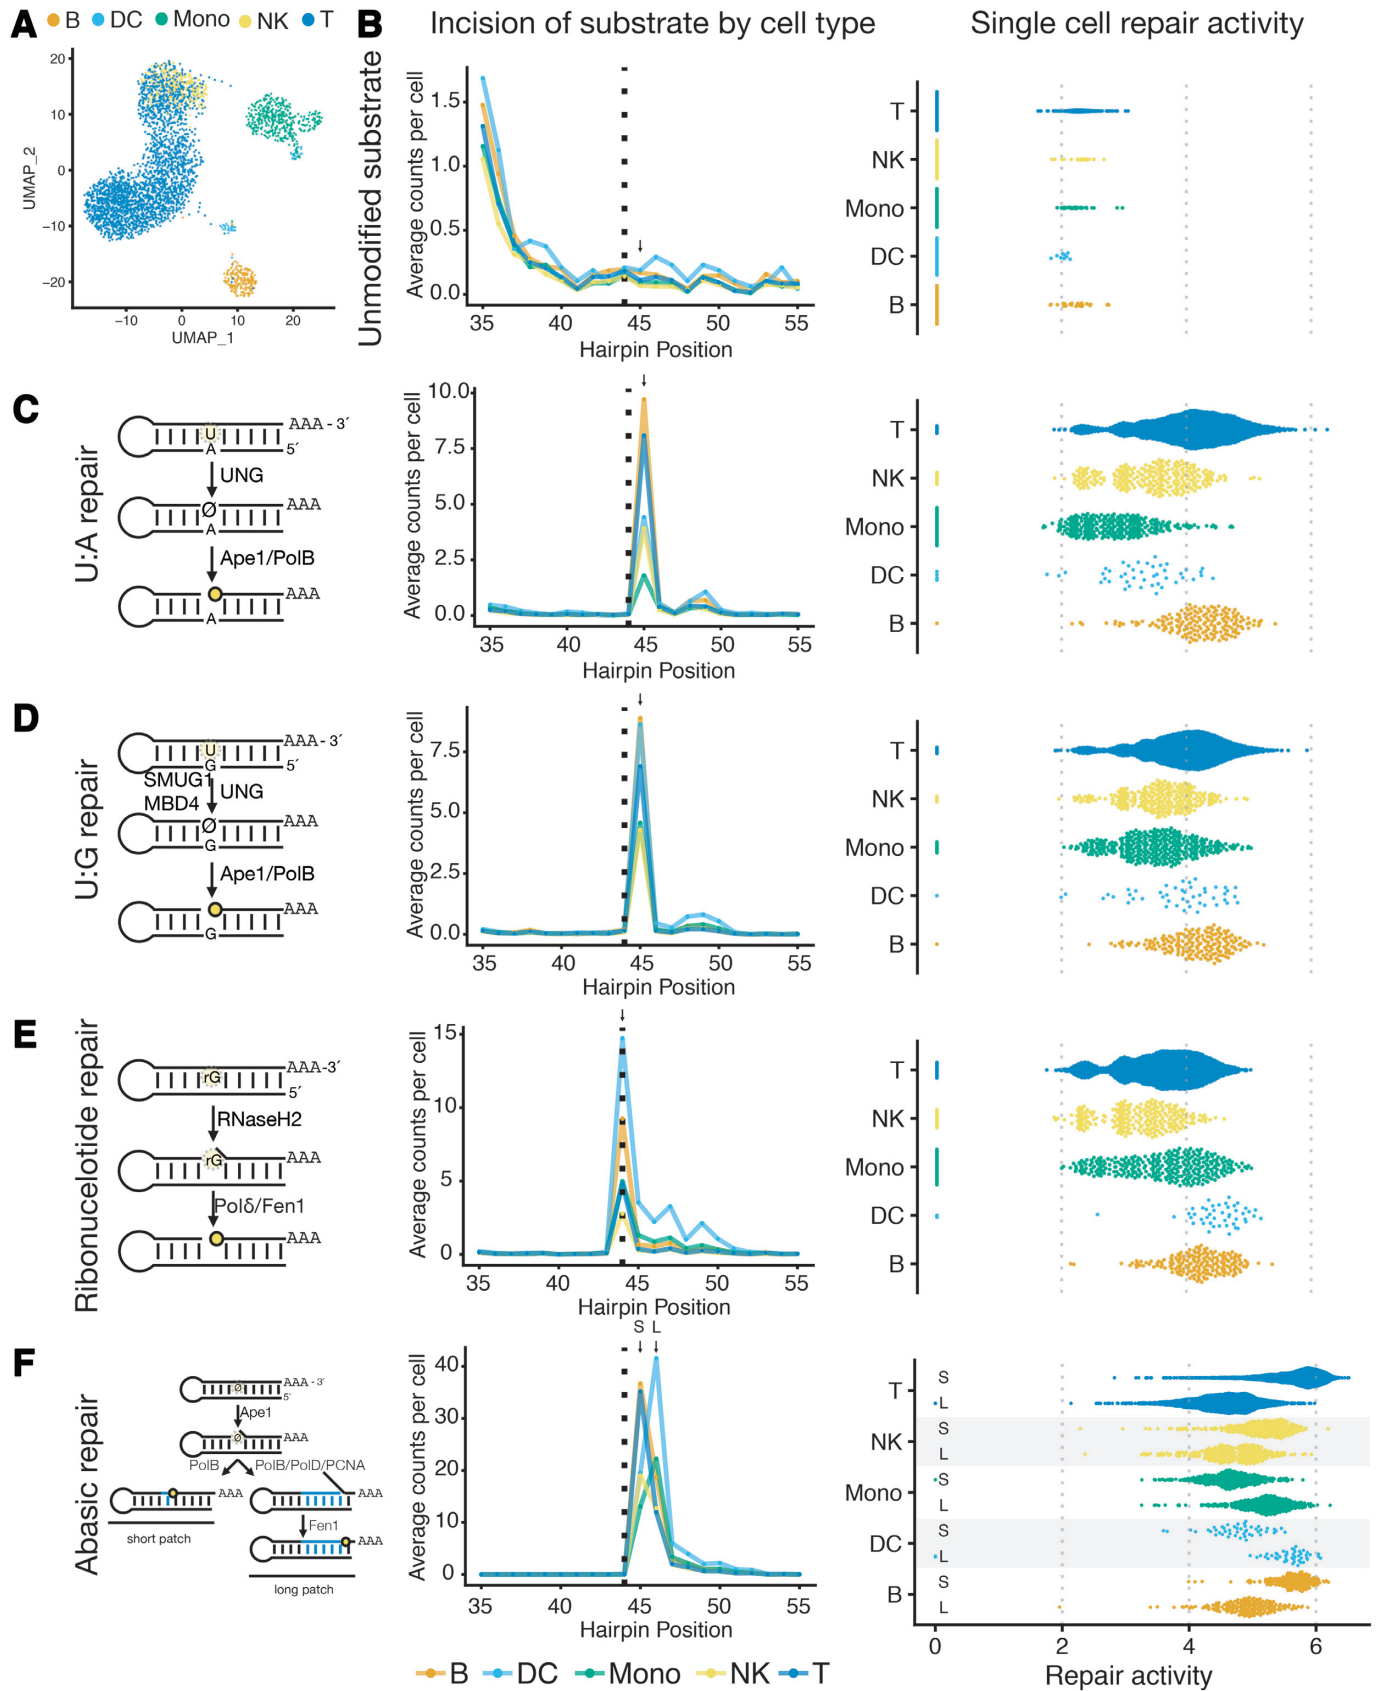 A B DC Mono NK T
B Incision of substrate by cell type Single cell repair activity
20
10
0
−10
−20
UMAP_2
−10 0 10 20
UMAP_1
Unmodified substrate
Average counts per cell
1.5
1.0
0.5
0.0
35 40 45 50 55
Hairpin Position
T
NK
Mono
DC
B
C
U:A repair
U AAA - 3′
A 5′
UNG
Ø AAA
A
Ape1/PolB
AAA
A
Average counts per cell
10.0
7.5
5.0
2.5
0.0
35 40 45 50 55
Hairpin Position
T
NK
Mono
DC
B
D
U:G repair
U AAA- 3′
G 5′
SMUG1
MBD4 UNG
Ø AAA
G
Ape1/PolB
AAA
G
Average counts per cell
7.5
5.0
2.5
0.0
35 40 45 50 55
Hairpin Position
T
NK
Mono
DC
B
E
Ribonucelotide repair
rG AAA-3′
5′
RNaseH2
rG AAA
Polδ/Fen1
AAA
Average counts per cell
15
10
5
0
35 40 45 50 55
Hairpin Position
T
NK
Mono
DC
B
F
Abasic repair
Ø AAA - 3′
5′
Ape1
Ø AAA
PolB PolB/PolD/PCNA
AAA AAA
short patch
Fen1
AAA
long patch
S L
Average counts per cell
40
30
20
10
0
35 40 45 50 55
Hairpin Position
T S
L
NK S
L
Mono S
L
DC S
L
B S
L
0 2 4 6
Repair activity
B DC Mono NK T